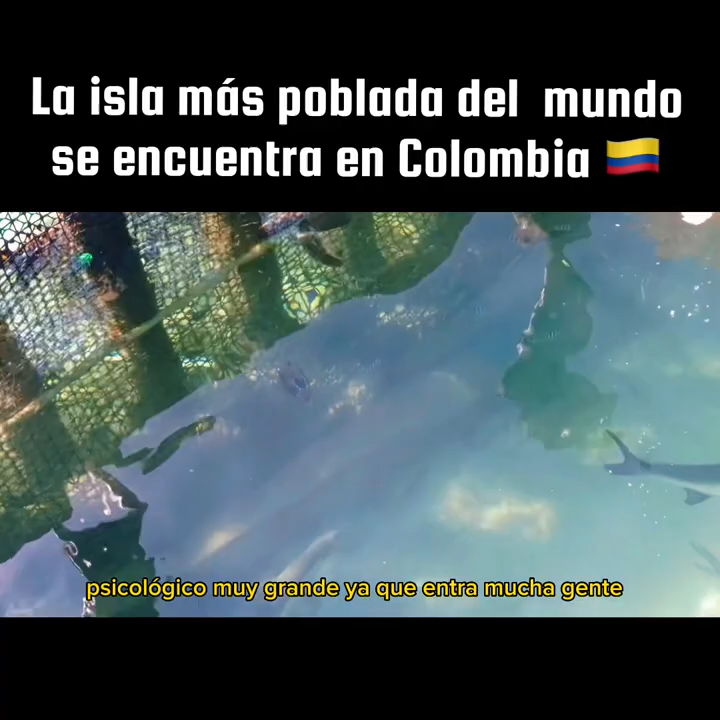 La isla más poblada del mundo
se encuentra en Colombia 🇨🇴
psicológico muy grande ya que entra mucha gente